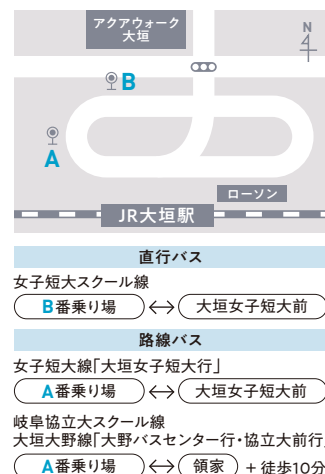 アクアウォーク
大垣
N
B
A
ローソン
JR大垣駅
直行バス
女子短大スクール線
B番乗り場 ↔ 大垣女子短大前
路線バス
女子短大線「大垣女子短大行」
A番乗り場 ↔ 大垣女子短大前
岐阜協立大スクール線
大垣大野線「大野バスセンター行・協立大前行」
A番乗り場 ↔ 領家 + 徒歩10分